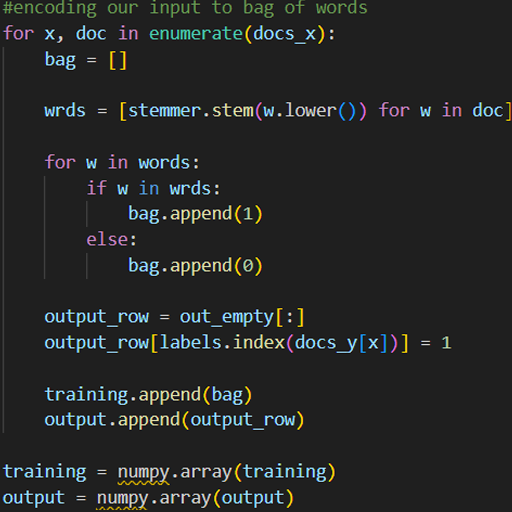 #encoding our input to bag of words
for x, doc in enumerate(docs_x):
    bag = []

    wrds = [stemmer.stem(w.lower()) for w in doc]

    for w in words:
        if w in wrds:
            bag.append(1)
        else:
            bag.append(0)

    output_row = out_empty[:]
    output_row[labels.index(docs_y[x])] = 1

    training.append(bag)
    output.append(output_row)

training = numpy.array(training)
output = numpy.array(output)